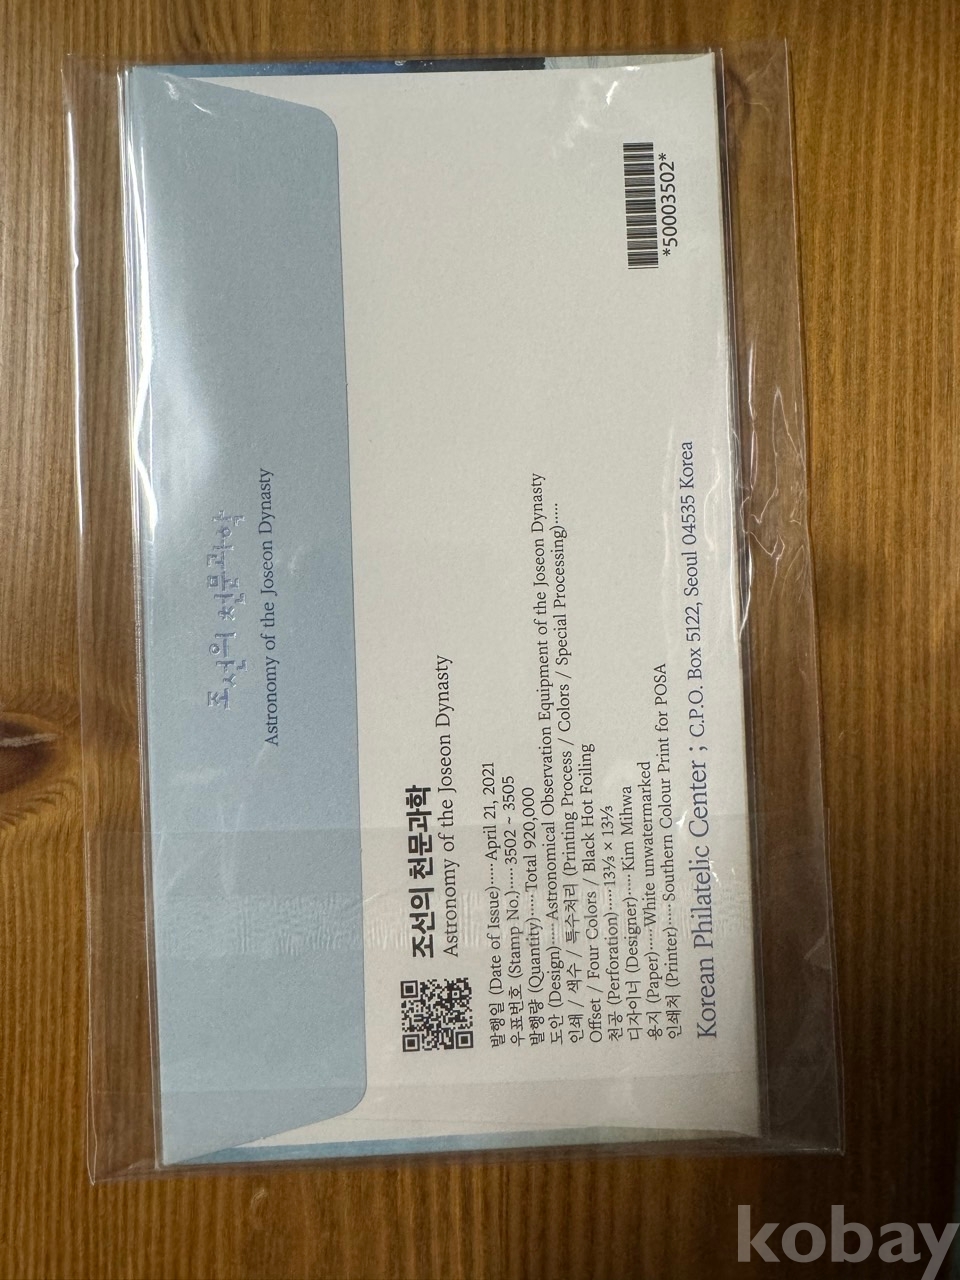 조선의 천문과학
Astronomy of the Joseon Dynasty
조선의 천문과학
Astronomy of the Joseon Dynasty
발행일 (Date of Issue)·····April 21, 2021
우표번호 (Stamp No.)·····3502 ~ 3505
발행량 (Quantity)·····Total 920,000
도안 (Design)·····Astronomical Observation Equipment of the Joseon Dynasty
인쇄 / 색수 / 특수처리 (Printing Process / Colors / Special Processing)·····
Offset / Four Colors / Black Hot Foiling
천공 (Perforation)·····13⅓ × 13⅓
디자이너 (Designer)·····Kim Mihwa
용지 (Paper)·····White unwatermarked
인쇄처 (Printer)·····Southern Colour Print for POSA
Korean Philatelic Center ; C.P.O. Box 5122, Seoul 04535 Korea
*50003502*
kobay